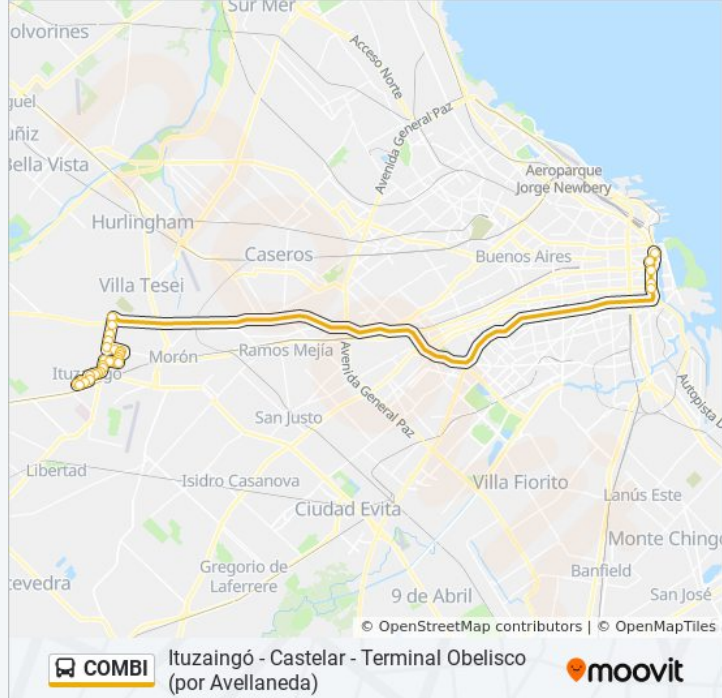 Sur Mer
olvorines
Acceso Norte
guel
uñiz
Bella Vista
Avenida General Paz
Aeroparque
Jorge Newbery
Hurlingham
Caseros
Buenos Aires
Villa Tesei
Morón
Ramos Mejía
Ituzaingó
Avenida General Paz
Autopista D
San Justo
Libertad
Isidro Casanova
Villa Fiorito
Lanús Este
Ciudad Evita
Monte Chingo
Gregorio de
Laferrere
Banfield
tevedra
9 de Abril
San José
© OpenStreetMap contributors | © OpenMapTiles
COMBI
Ituzaingó - Castelar - Terminal Obelisco
(por Avellaneda)
moovit